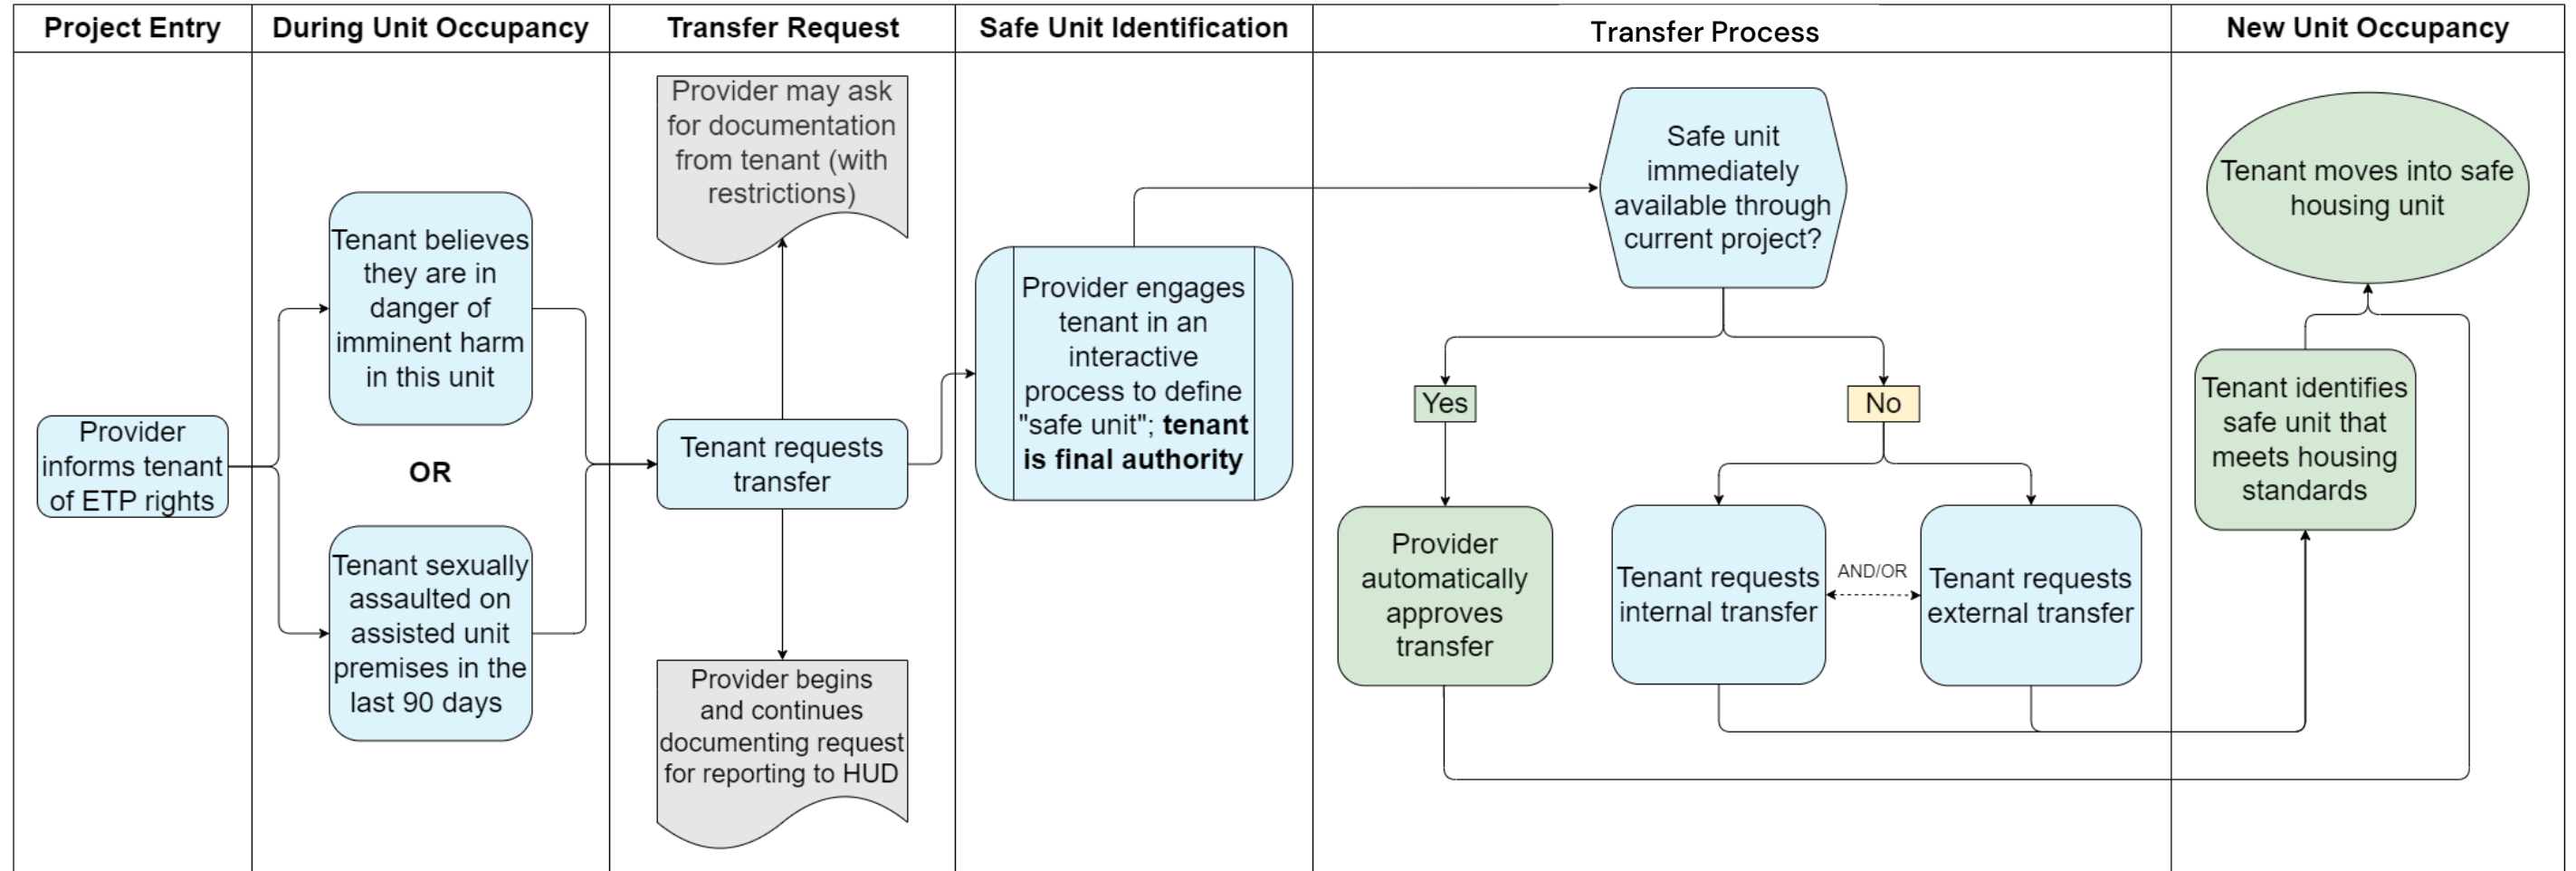 Project Entry
During Unit Occupancy
Transfer Request
Safe Unit Identification
Transfer Process
New Unit Occupancy
Provider
informs tenant
of ETP rights
Tenant believes
they are in
danger of
imminent harm
in this unit
OR
Tenant sexually
assaulted on
assisted unit
premises in the
last 90 days
Provider may ask
for documentation
from tenant (with
restrictions)
Tenant requests
transfer
Provider begins
and continues
documenting request
for reporting to HUD
Provider engages
tenant in an
interactive
process to define
"safe unit"; tenant
is final authority
Safe unit
immediately
available through
current project?
Yes
No
Provider
automatically
approves
transfer
Tenant requests
internal transfer
AND/OR
Tenant requests
external transfer
Tenant moves into safe
housing unit
Tenant identifies
safe unit that
meets housing
standards